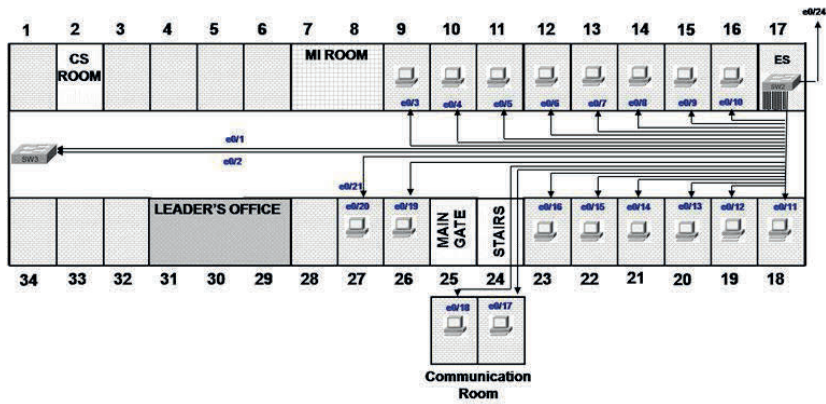 e0/24
1 2 3 4 5 6 7 8 9 10 11 12 13 14 15 16 17
CS
ROOM
MI ROOM
ES
SW2
e0/3 e0/4 e0/5 e0/6 e0/7 e0/8 e0/9 e0/10
e0/1
SW3
e0/2
e0/21
LEADER'S OFFICE
e0/20 e0/19
MAIN
GATE
STAIRS
e0/16 e0/15 e0/14 e0/13 e0/12 e0/11
34 33 32 31 30 29 28 27 26 25 24 23 22 21 20 19 18
e0/18 e0/17
Communication
Room